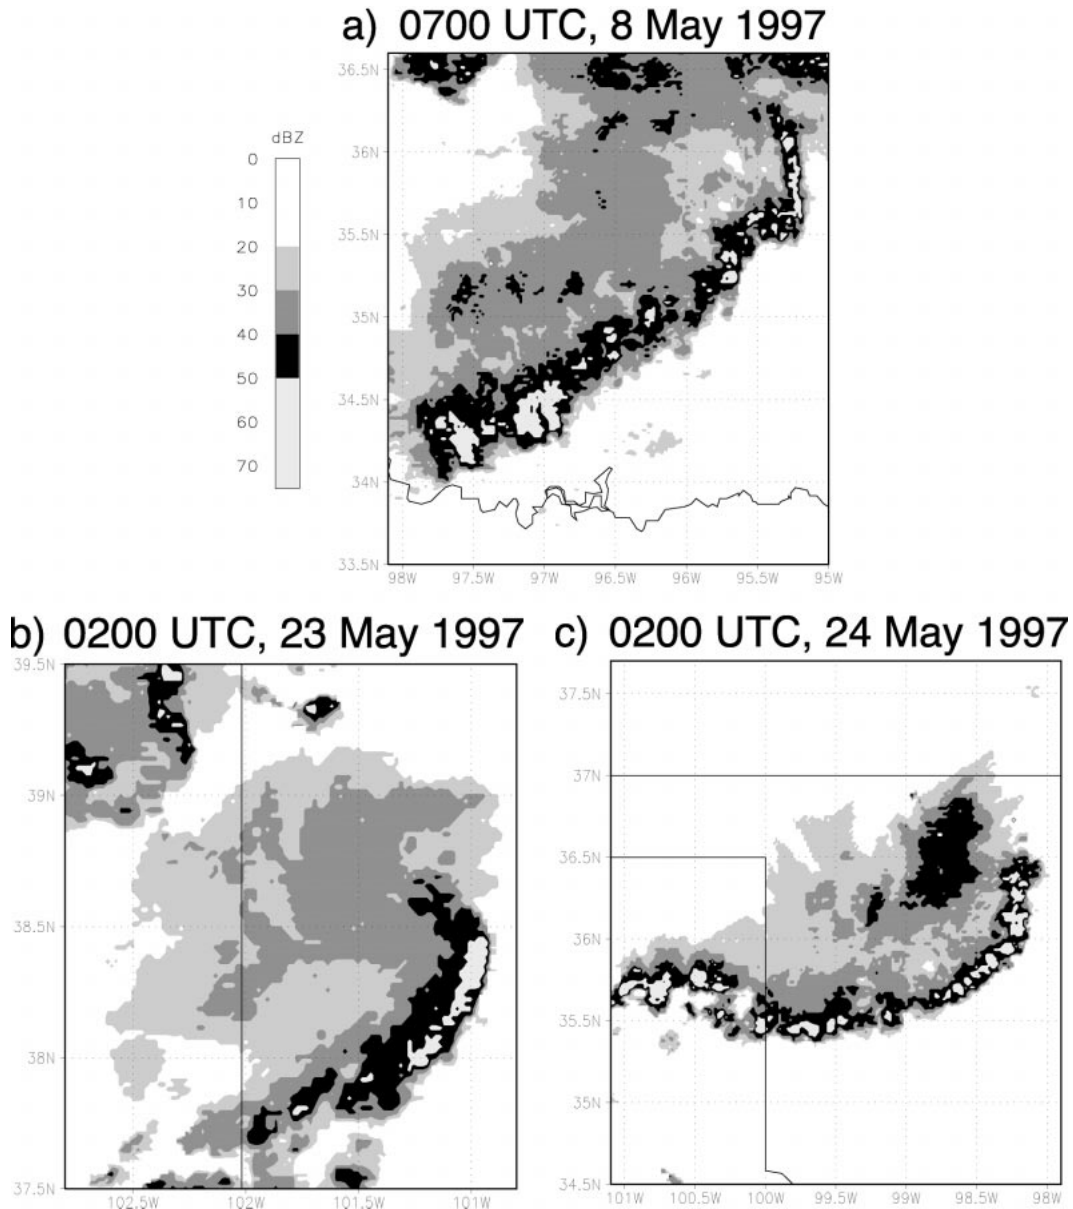 a) 0700 UTC, 8 May 1997
dBZ
0
10
20
30
40
50
60
70
36.5N
36N
35.5N
35N
34.5N
34N
33.5N
98W 97.5W 97W 96.5W 96W 95.5W 95W
b) 0200 UTC, 23 May 1997
39.5N
39N
38.5N
38N
37.5N
102.5W 102W 101.5W 101W
c) 0200 UTC, 24 May 1997
37.5N
37N
36.5N
36N
35.5N
35N
34.5N
101W 100.5W 100W 99.5W 99W 98.5W 98W